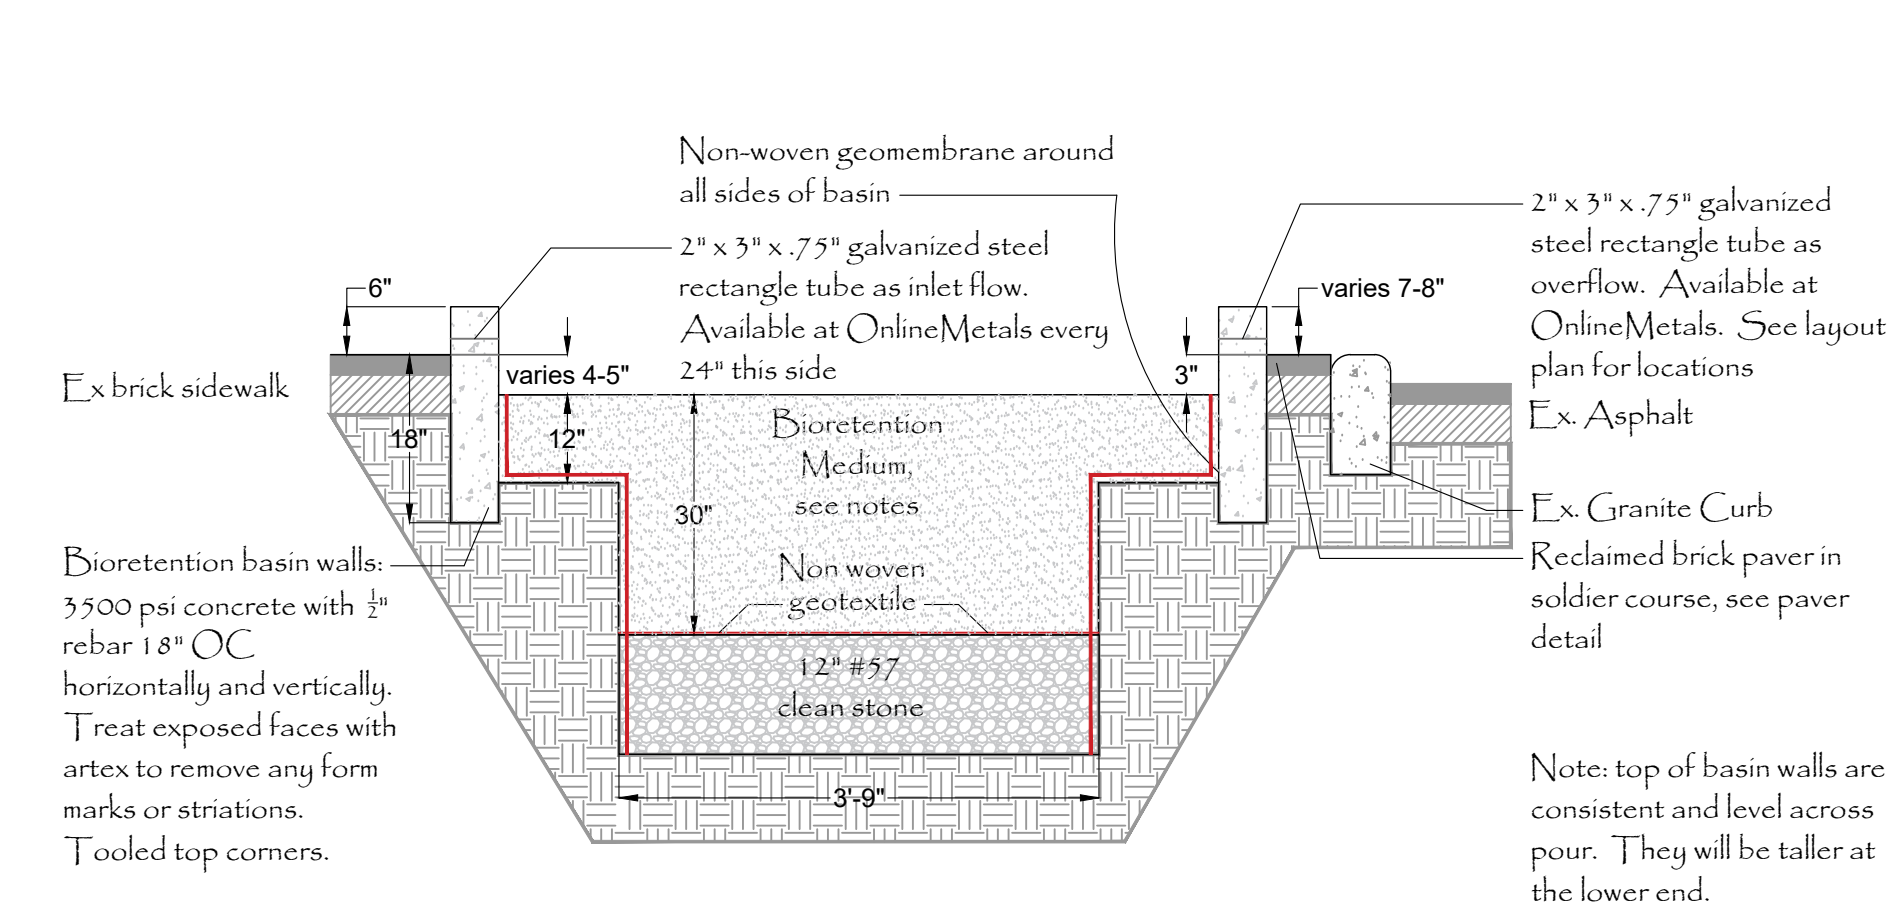 Non-woven geomembrane around
all sides of basin
2" x 3" x .75" galvanized steel
rectangle tube as inlet flow.
Available at OnlineMetals every
24" this side
2" x 3" x .75" galvanized
steel rectangle tube as
overflow. Available at
OnlineMetals. See layout
plan for locations
6"
varies 7-8"
varies 4-5"
3"
Ex brick sidewalk
Ex. Asphalt
18"
12"
30"
Bioretention
Medium,
see notes
Non woven
geotextile
12" #57
clean stone
3'-9"
Ex. Granite Curb
Reclaimed brick paver in
soldier course, see paver
detail
Bioretention basin walls:
3500 psi concrete with ½"
rebar 18" OC
horizontally and vertically.
Treat exposed faces with
artex to remove any form
marks or striations.
Tooled top corners.
Note: top of basin walls are
consistent and level across
pour. They will be taller at
the lower end.